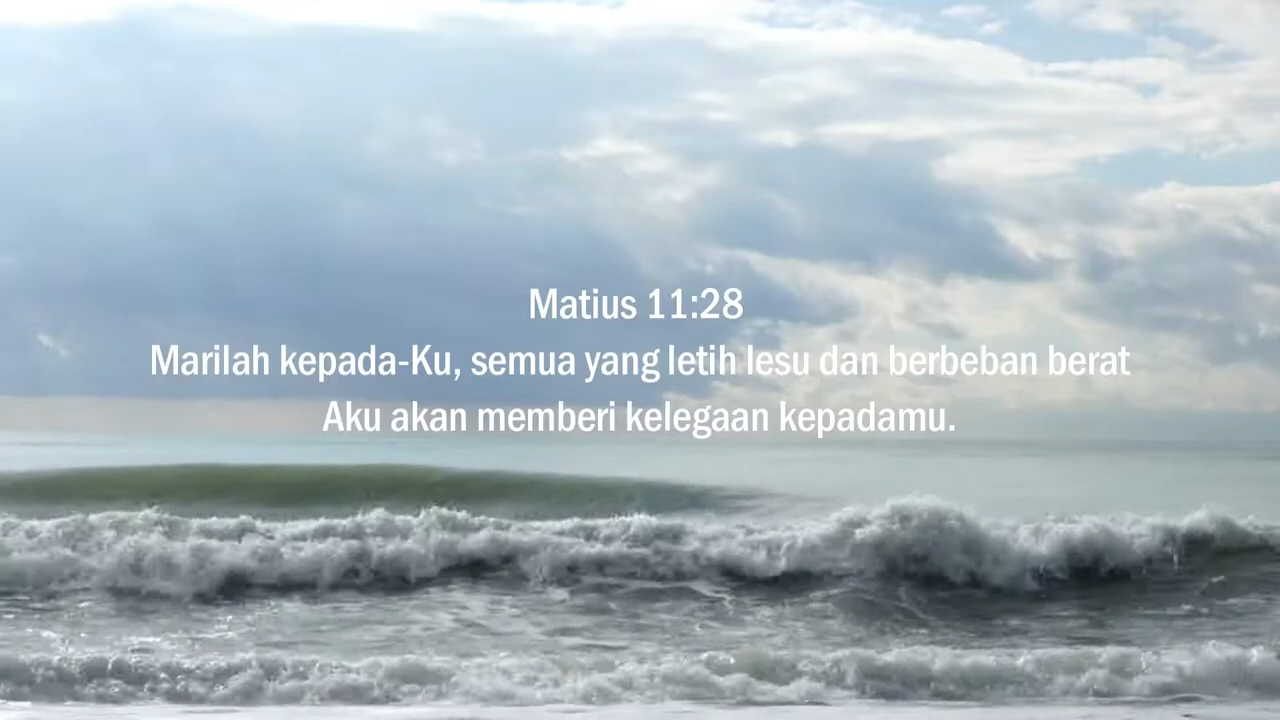 Matius 11:28
Marilah kepada-Ku, semua yang letih lesu dan berbeban berat
Aku akan memberi kelegaan kepadamu.